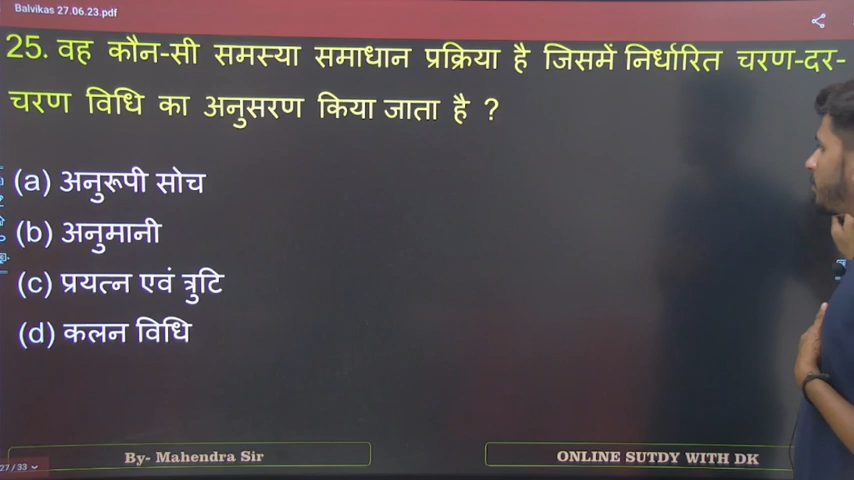 Balvikas 27.06.23.pdf
25. वह कौन-सी समस्या समाधान प्रक्रिया है जिसमें निर्धारित चरण-दर-
चरण विधि का अनुसरण किया जाता है ?
(a) अनुरूपी सोच
(b) अनुमानी
(c) प्रयत्न एवं त्रुटि
(d) कलन विधि
By- Mahendra Sir
ONLINE SUTDY WITH DK
27 / 33